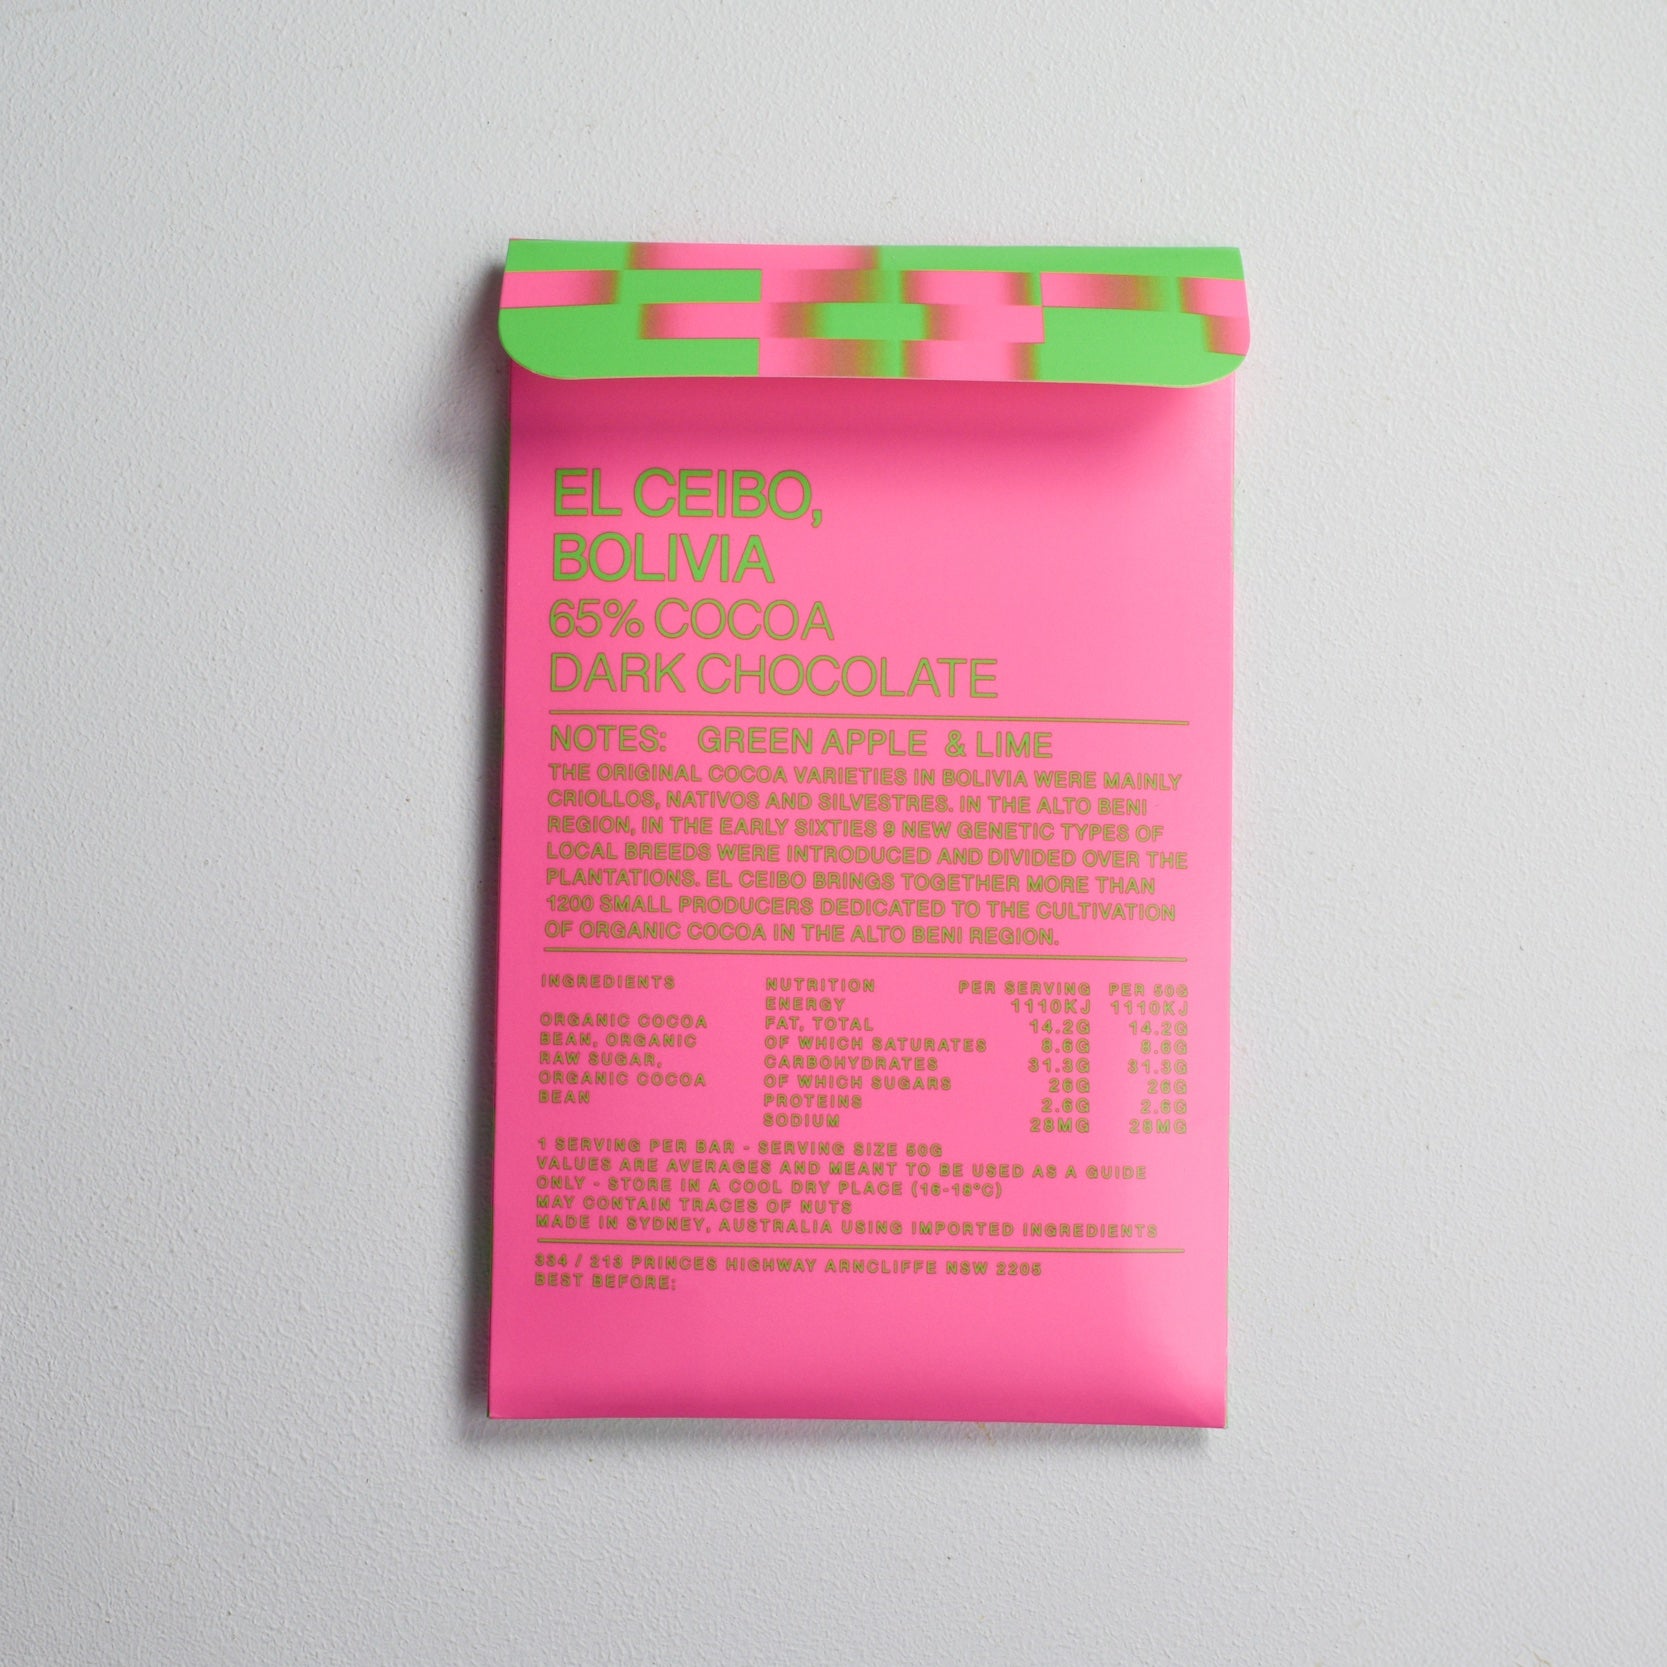 EL CEIBO,
BOLIVIA
65% COCOA
DARK CHOCOLATE
NOTES: GREEN APPLE & LIME
THE ORIGINAL COCOA VARIETIES IN BOLIVIA WERE MAINLY
CRIOLLOS, NATIVOS AND SILVESTRES. IN THE ALTO BENI
REGION, IN THE EARLY SIXTIES 9 NEW GENETIC TYPES OF
LOCAL BREEDS WERE INTRODUCED AND DIVIDED OVER THE
PLANTATIONS. EL CEIBO BRINGS TOGETHER MORE THAN
1200 SMALL PRODUCERS DEDICATED TO THE CULTIVATION
OF ORGANIC COCOA IN THE ALTO BENI REGION.
INGREDIENTS
ORGANIC COCOA
BEAN, ORGANIC
RAW SUGAR,
ORGANIC COCOA
BEAN
NUTRITION PER SERVING PER 50G
ENERGY 1110KJ 1110KJ
FAT, TOTAL 14.2G 14.2G
OF WHICH SATURATES 8.6G 8.6G
CARBOHYDRATES 31.3G 31.3G
OF WHICH SUGARS 26G 26G
PROTEINS 2.6G 2.6G
SODIUM 28MG 28MG
1 SERVING PER BAR - SERVING SIZE 50G
VALUES ARE AVERAGES AND MEANT TO BE USED AS A GUIDE
ONLY - STORE IN A COOL DRY PLACE (16-18°C)
MAY CONTAIN TRACES OF NUTS
MADE IN SYDNEY, AUSTRALIA USING IMPORTED INGREDIENTS
334 / 213 PRINCES HIGHWAY ARNCLIFFE NSW 2205
BEST BEFORE: